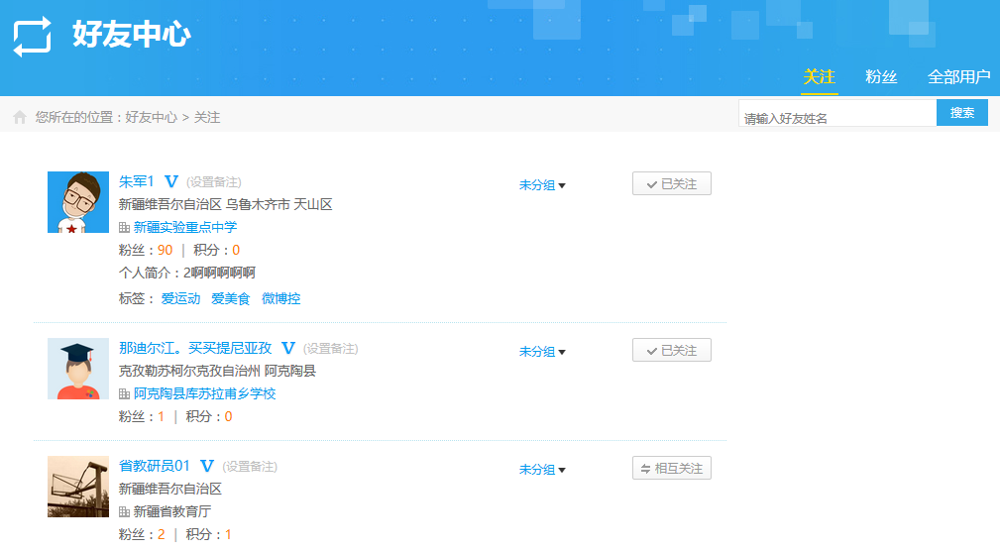 好友中心
关注 粉丝 全部用户
您所在的位置：好友中心 > 关注
请输入好友姓名 搜索
朱军1 V (设置备注) 未分组 已关注
新疆维吾尔自治区 乌鲁木齐市 天山区
新疆实验重点中学
粉丝：90 | 积分：0
个人简介：2啊啊啊啊啊
标签： 爱运动 爱美食 微博控
那迪尔江。买买提尼亚孜 V (设置备注) 未分组 已关注
克孜勒苏柯尔克孜自治州 阿克陶县
阿克陶县库苏拉甫乡学校
粉丝：1 | 积分：0
省教研员01 V (设置备注) 未分组 相互关注
新疆维吾尔自治区
新疆省教育厅
粉丝：2 | 积分：1